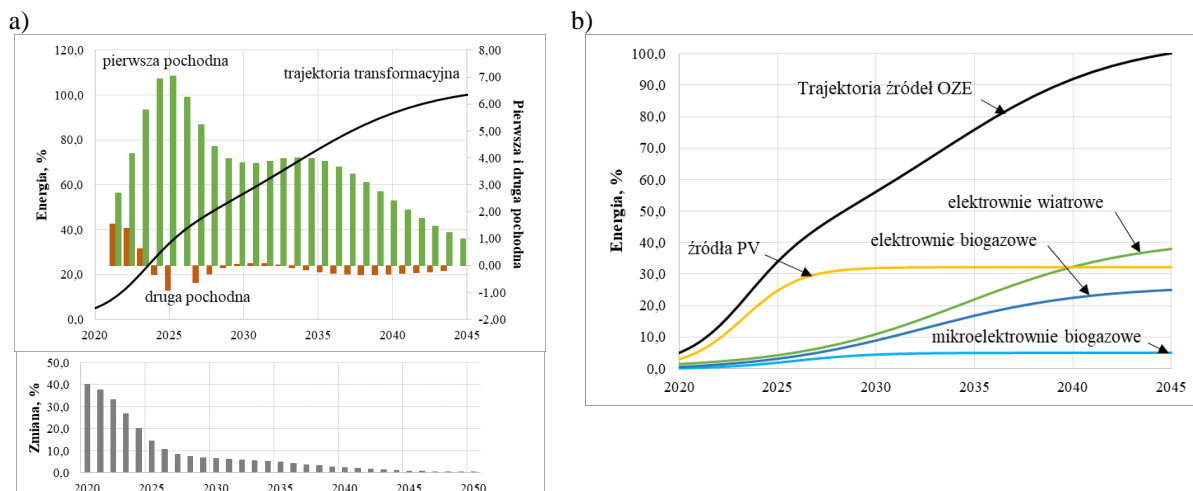 a)
120,0
100,0
80,0
60,0
40,0
20,0
0,0
Energia, %
8,00
7,00
6,00
5,00
4,00
3,00
2,00
1,00
0,00
-1,00
-2,00
Pierwsza i druga pochodna
pierwsza pochodna
trajektoria transformacyjna
druga pochodna
2020 2025 2030 2035 2040 2045
50,0
40,0
30,0
20,0
10,0
0,0
Zmiana, %
2020 2025 2030 2035 2040 2045 2050
b)
100,0
90,0
80,0
70,0
60,0
50,0
40,0
30,0
20,0
10,0
0,0
Energia, %
Trajektoria źródeł OZE
elektrownie wiatrowe
elektrownie biogazowe
źródła PV
mikroelektrownie biogazowe
2020 2025 2030 2035 2040 2045